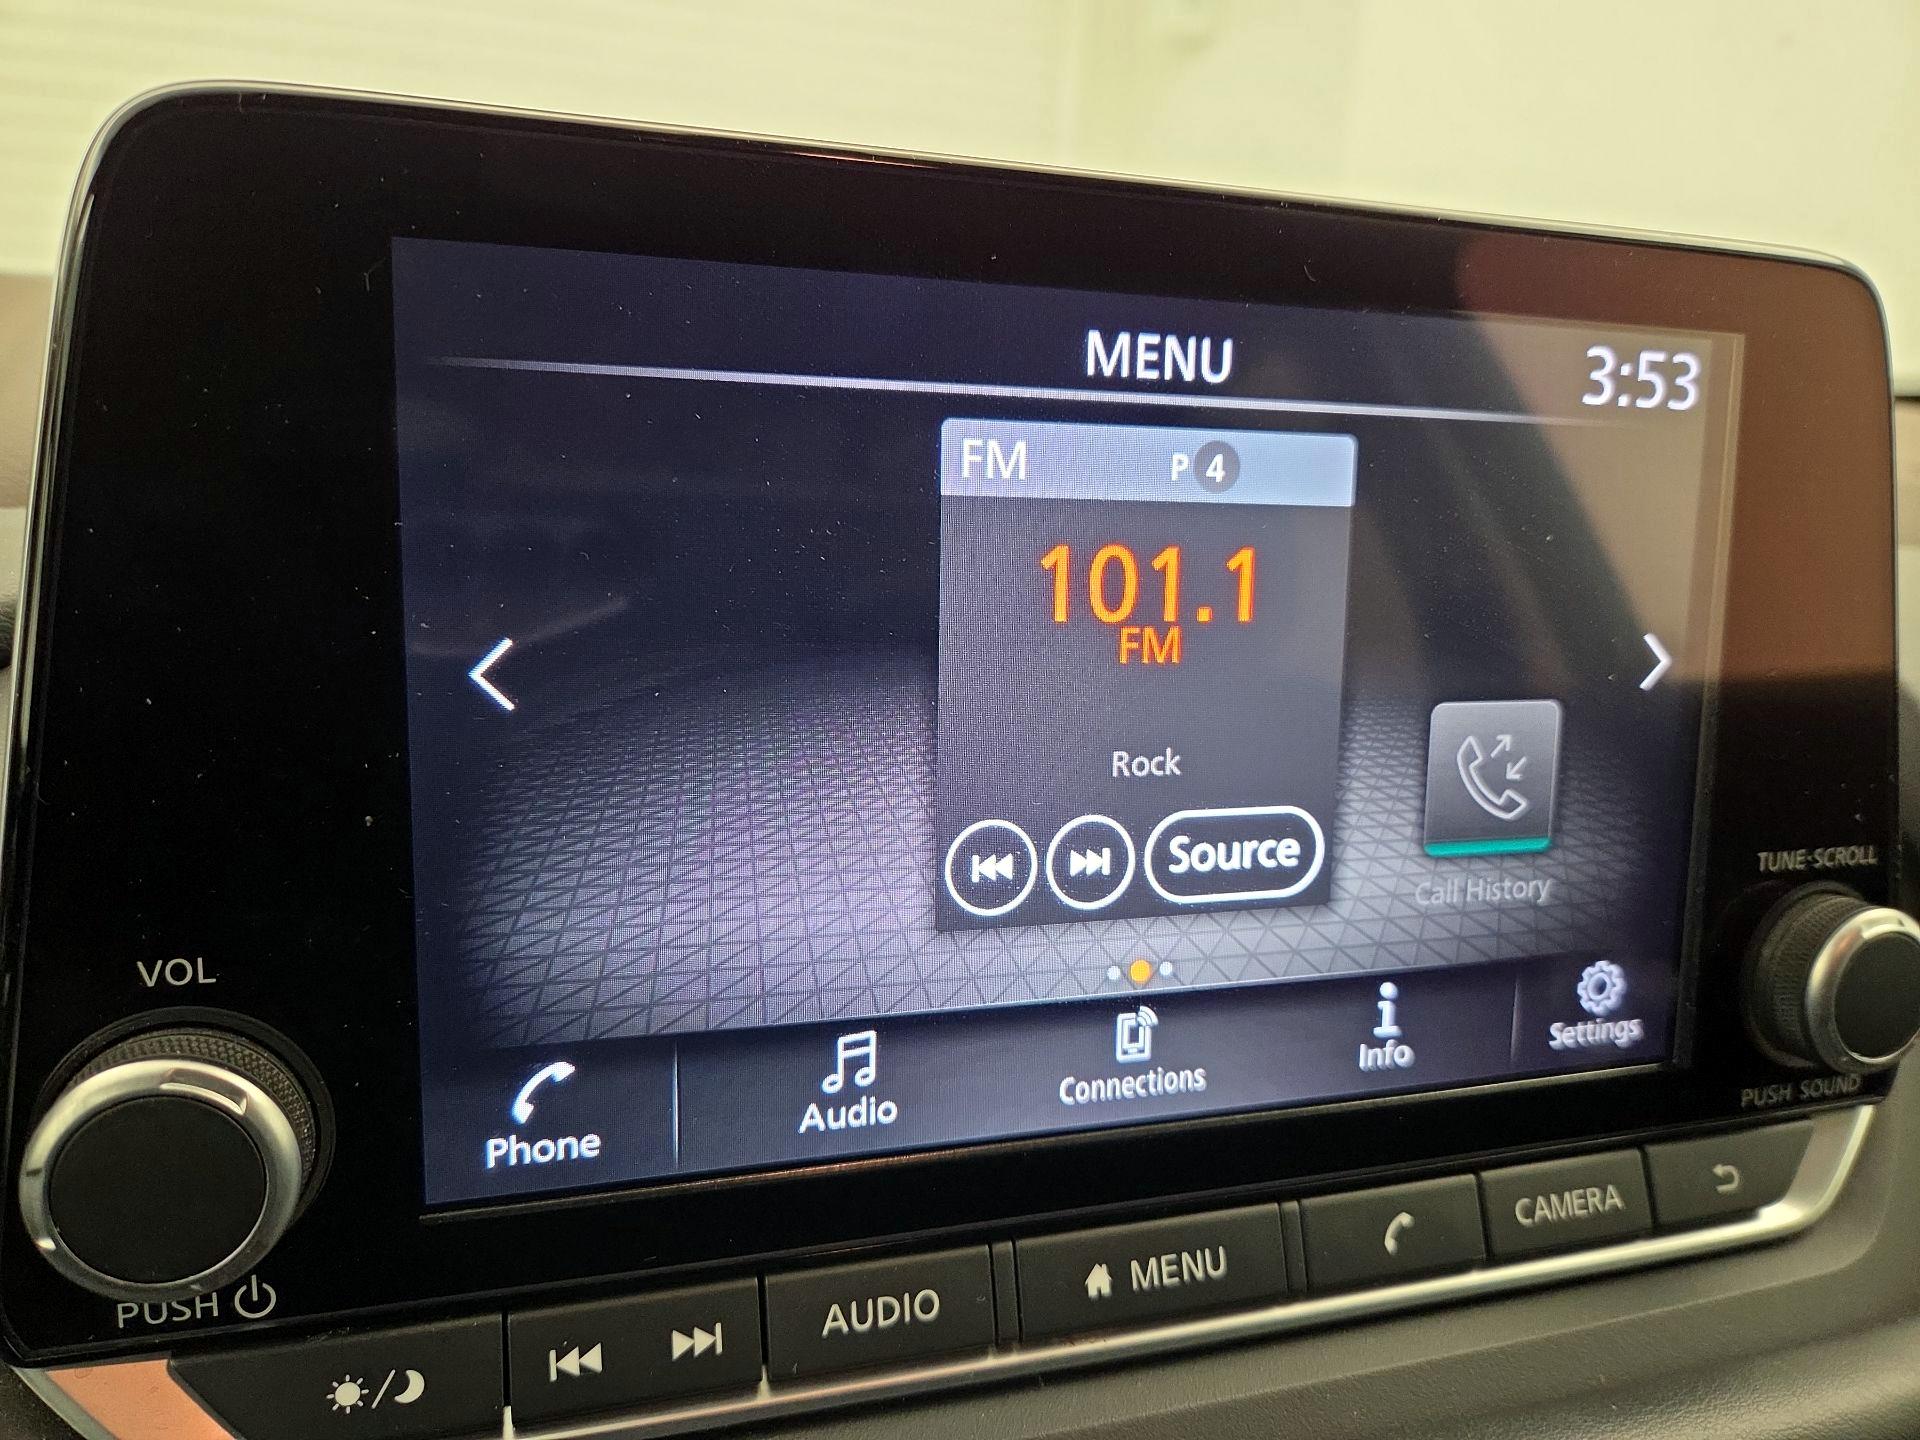 MENU
3:53
FM P 4
101.1
FM
Rock
Source
Call History
Phone
Audio
Connections
Info
Settings
VOL
PUSH
TUNE·SCROLL
PUSH SOUND
AUDIO
MENU
CAMERA